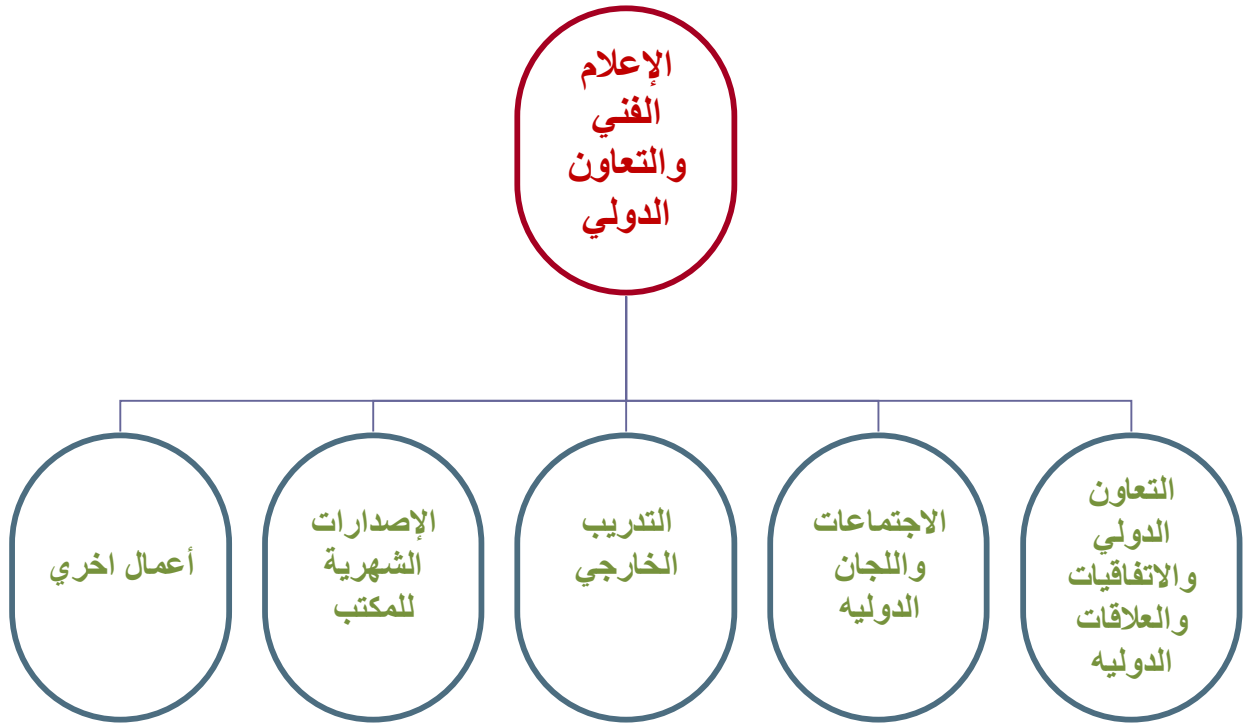 الإعلام
الفني
والتعاون
الدولي
التعاون
الدولي
والاتفاقيات
والعلاقات
الدوليه
الاجتماعات
واللجان
الدوليه
التدريب
الخارجي
الإصدارات
الشهرية
للمكتب
أعمال اخري